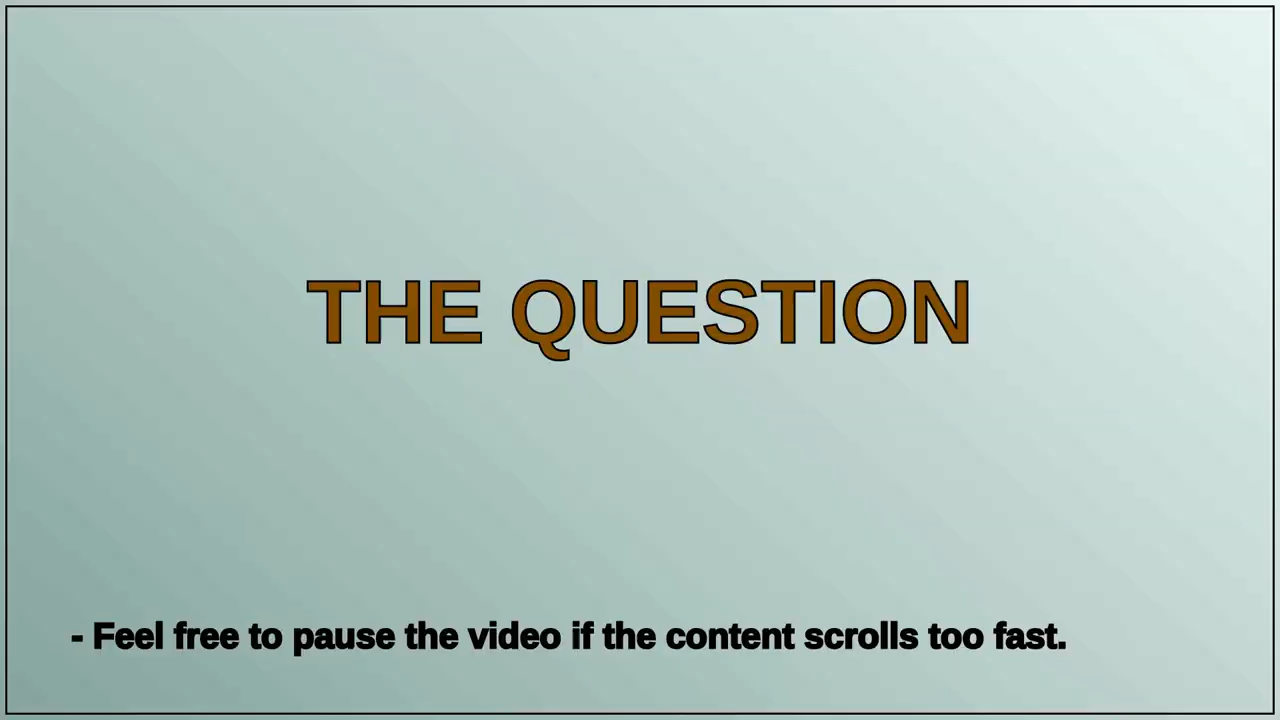 THE QUESTION
- Feel free to pause the video if the content scrolls too fast.